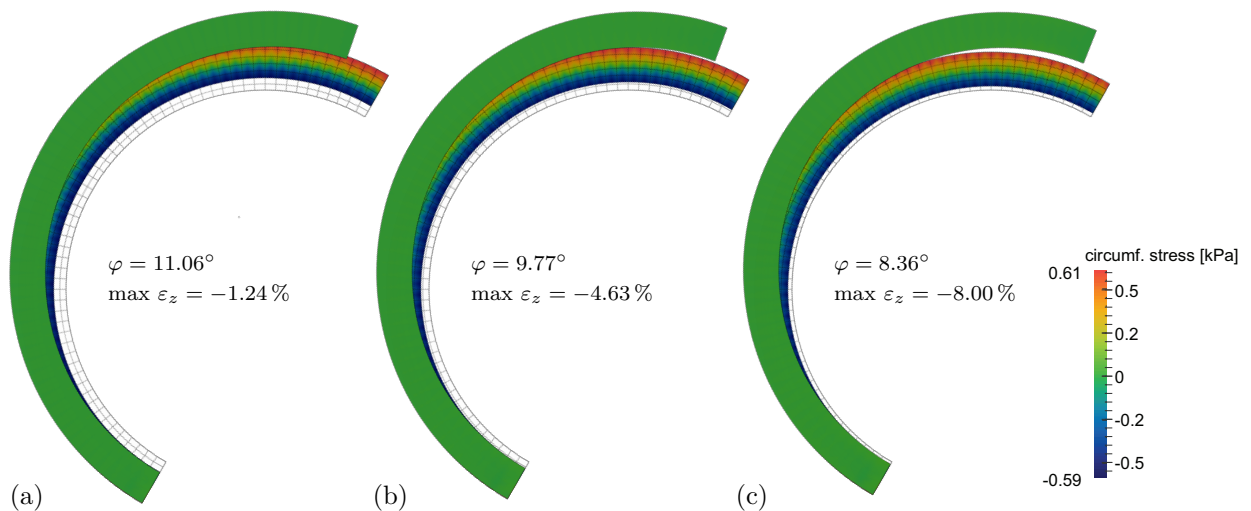 φ = 11.06°
max ε_z = −1.24 %
(a)
φ = 9.77°
max ε_z = −4.63 %
(b)
φ = 8.36°
max ε_z = −8.00 %
(c)
circumf. stress [kPa]
0.61
0.5
0.2
0
-0.2
-0.5
-0.59